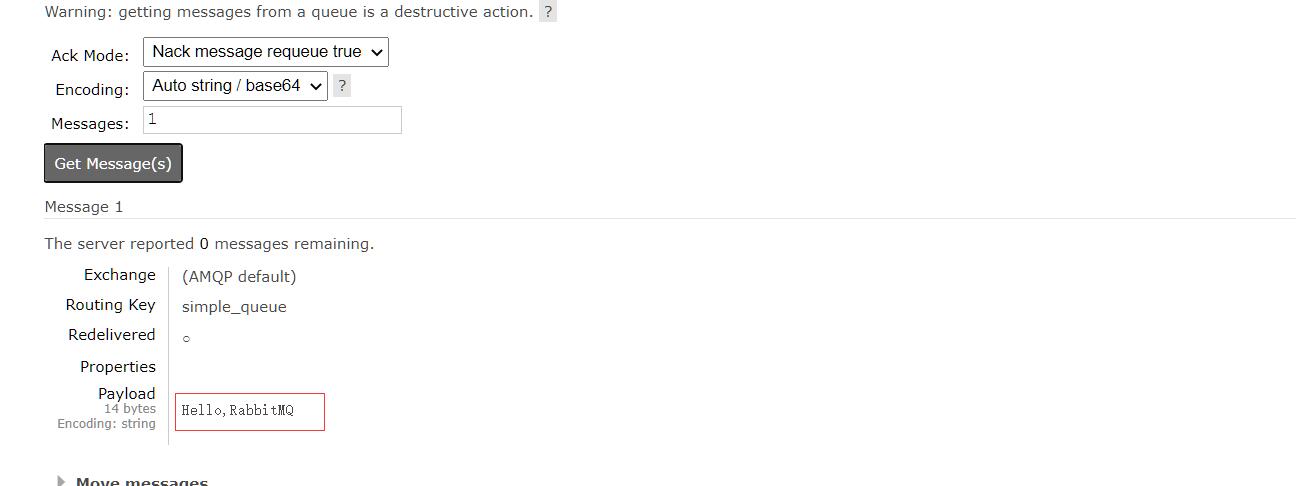 Warning: getting messages from a queue is a destructive action. ?
Ack Mode: Nack message requeue true
Encoding: Auto string / base64 ?
Messages: 1
Get Message(s)
Message 1
The server reported 0 messages remaining.
Exchange (AMQP default)
Routing Key simple_queue
Redelivered ○
Properties
Payload
14 bytes
Encoding: string
Hello,RabbitMQ
Move messages